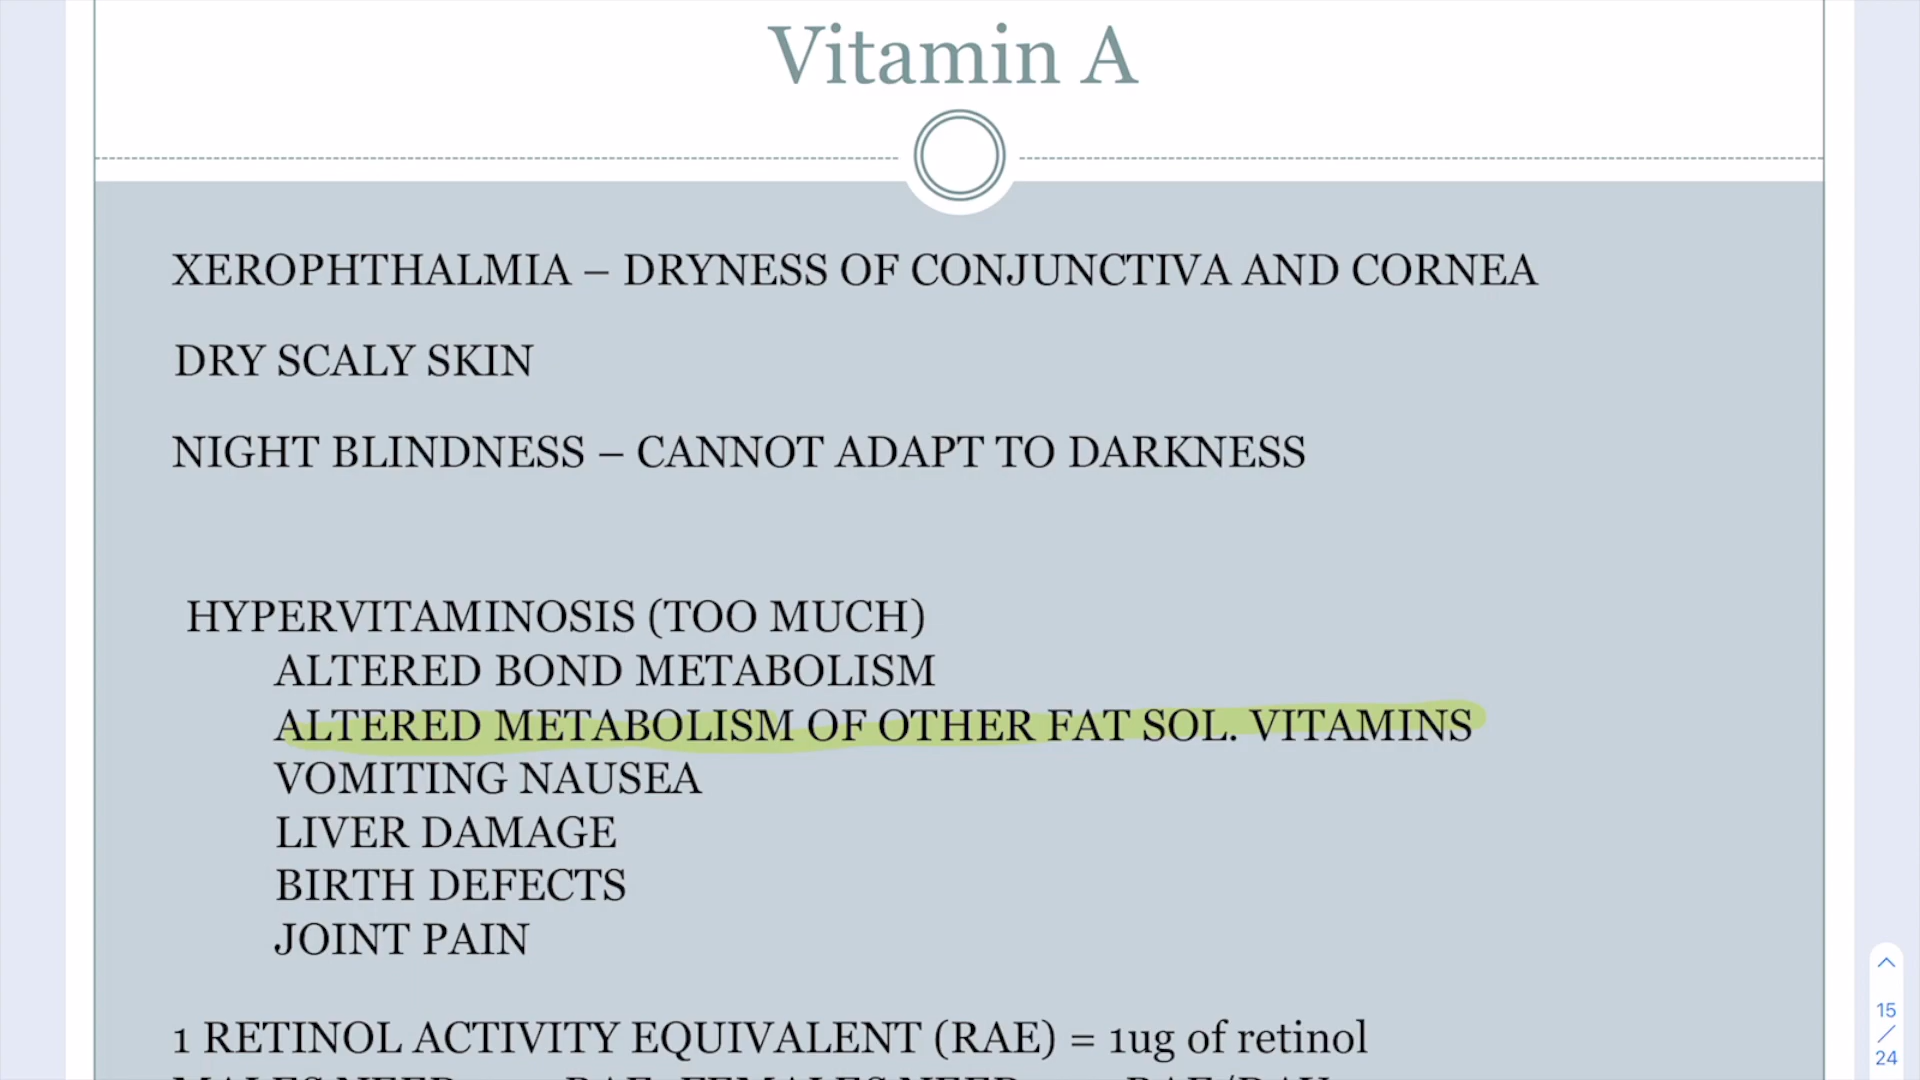 Vitamin A
XEROPHTHALMIA – DRYNESS OF CONJUNCTIVA AND CORNEA
DRY SCALY SKIN
NIGHT BLINDNESS – CANNOT ADAPT TO DARKNESS
HYPERVITAMINOSIS (TOO MUCH)
ALTERED BOND METABOLISM
ALTERED METABOLISM OF OTHER FAT SOL. VITAMINS
VOMITING NAUSEA
LIVER DAMAGE
BIRTH DEFECTS
JOINT PAIN
1 RETINOL ACTIVITY EQUIVALENT (RAE) = 1ug of retinol
15
/
24